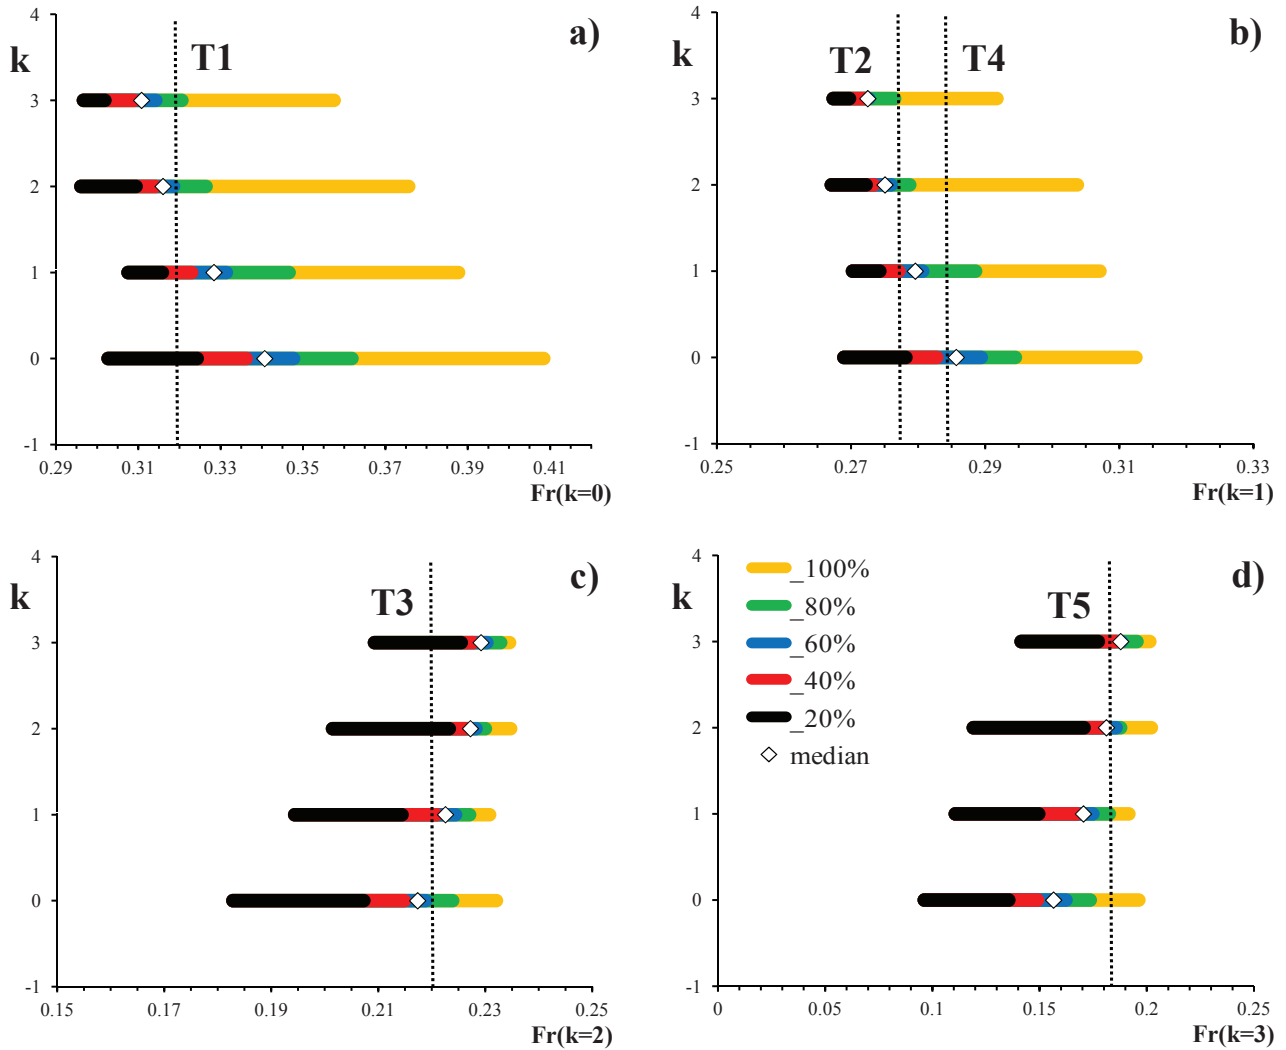 a)
k
T1
4
3
2
1
0
-1
0.29 0.31 0.33 0.35 0.37 0.39 0.41
Fr(k=0)
b)
k
T2 T4
4
3
2
1
0
-1
0.25 0.27 0.29 0.31 0.33
Fr(k=1)
c)
k
T3
4
3
2
1
0
-1
0.15 0.17 0.19 0.21 0.23 0.25
Fr(k=2)
d)
k
T5
_100%
_80%
_60%
_40%
_20%
median
4
3
2
1
0
-1
0 0.05 0.1 0.15 0.2 0.25
Fr(k=3)